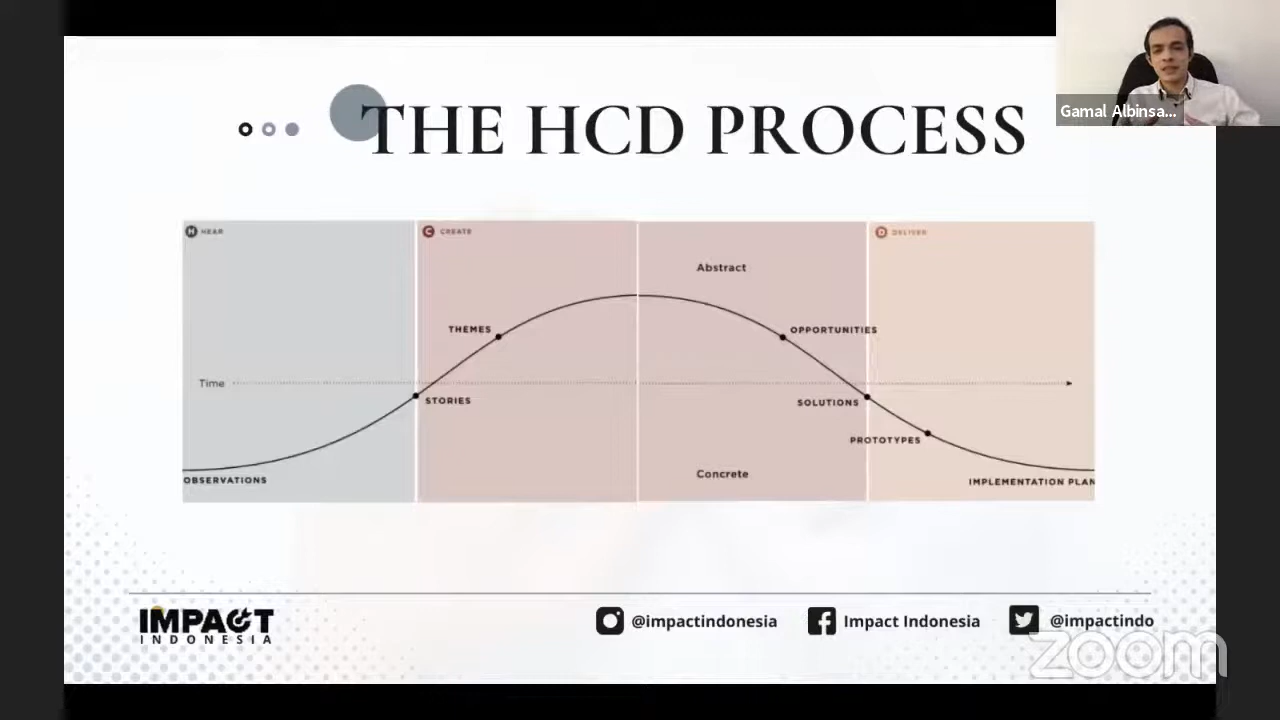 THE HCD PROCESS
Gamal Albinsa...
H HEAR
C CREATE
D DELIVER
Abstract
THEMES
OPPORTUNITIES
Time
STORIES
SOLUTIONS
PROTOTYPES
Concrete
OBSERVATIONS
IMPLEMENTATION PLAN
IMPACT
INDONESIA
@impactindonesia
Impact Indonesia
@impactindo
zoom